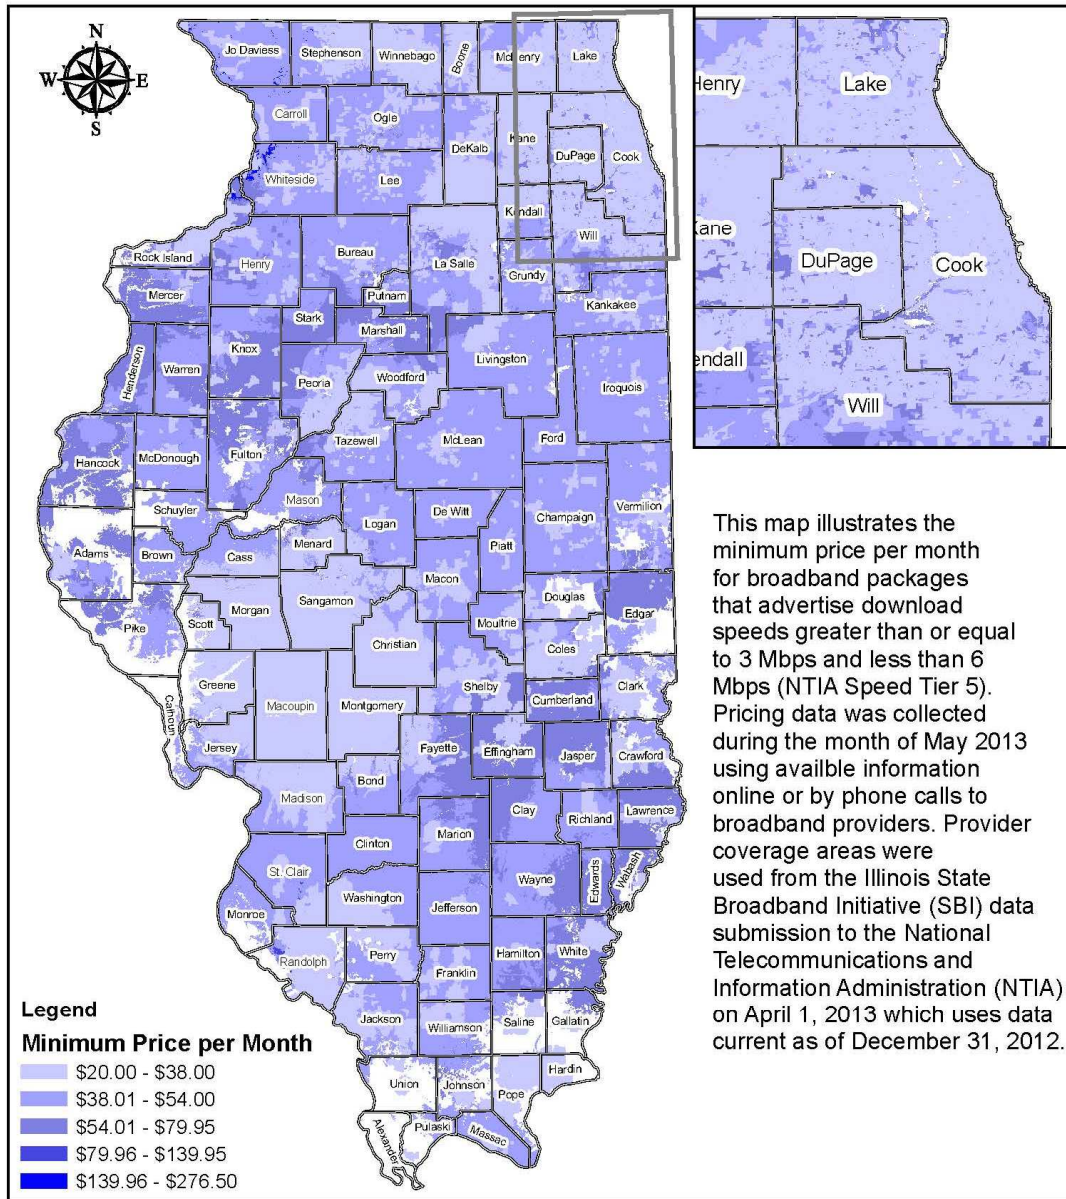 N
W E
S
Jo Daviess
Stephenson
Winnebago
Boone
McHenry
Lake
Carroll
Ogle
DeKalb
Kane
DuPage
Cook
Whiteside
Lee
Kendall
Will
Rock Island
Henry
Bureau
La Salle
Grundy
Mercer
Putnam
Kankakee
Stark
Marshall
Henderson
Warren
Knox
Peoria
Woodford
Livingston
Iroquois
Hancock
McDonough
Fulton
Tazewell
McLean
Ford
Mason
Schuyler
Logan
De Witt
Champaign
Vermilion
Adams
Brown
Cass
Menard
Macon
Piatt
Douglas
Edgar
Pike
Scott
Morgan
Sangamon
Christian
Moultrie
Coles
Greene
Macoupin
Montgomery
Shelby
Cumberland
Clark
Calhoun
Jersey
Fayette
Effingham
Jasper
Crawford
Madison
Bond
Clay
Richland
Lawrence
St. Clair
Clinton
Marion
Wayne
Edwards
Wabash
Monroe
Washington
Jefferson
Randolph
Perry
Franklin
Hamilton
White
Jackson
Williamson
Saline
Gallatin
Union
Johnson
Pope
Hardin
Alexander
Pulaski
Massac
Henry
Lake
Kane
DuPage
Cook
endall
Will
This map illustrates the
minimum price per month
for broadband packages
that advertise download
speeds greater than or equal
to 3 Mbps and less than 6
Mbps (NTIA Speed Tier 5).
Pricing data was collected
during the month of May 2013
using availble information
online or by phone calls to
broadband providers. Provider
coverage areas were
used from the Illinois State
Broadband Initiative (SBI) data
submission to the National
Telecommunications and
Information Administration (NTIA)
on April 1, 2013 which uses data
current as of December 31, 2012.
Legend
Minimum Price per Month
$20.00 - $38.00
$38.01 - $54.00
$54.01 - $79.95
$79.96 - $139.95
$139.96 - $276.50